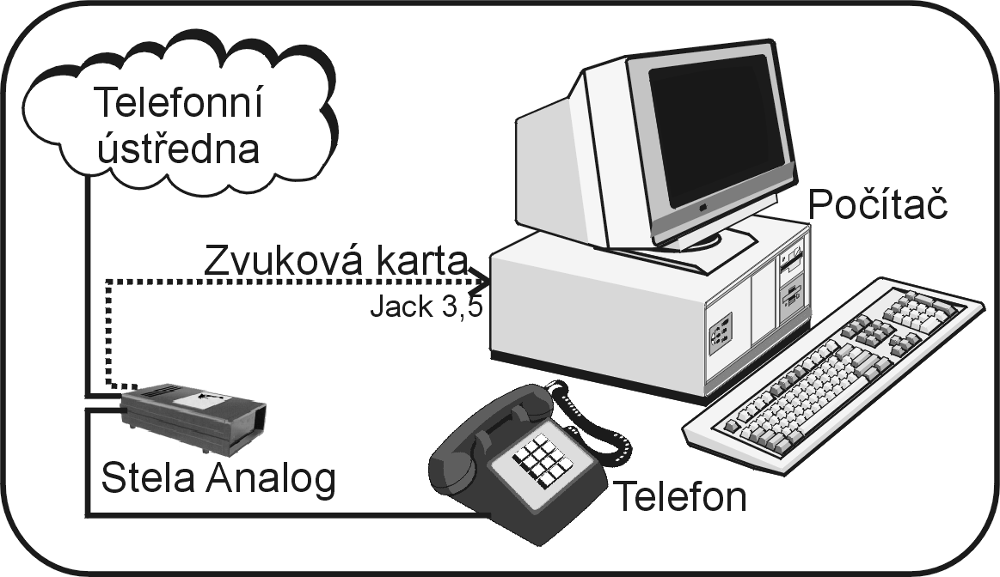 Telefonní
ústředna
Počítač
Zvuková karta
Jack 3,5
Stela Analog
Telefon